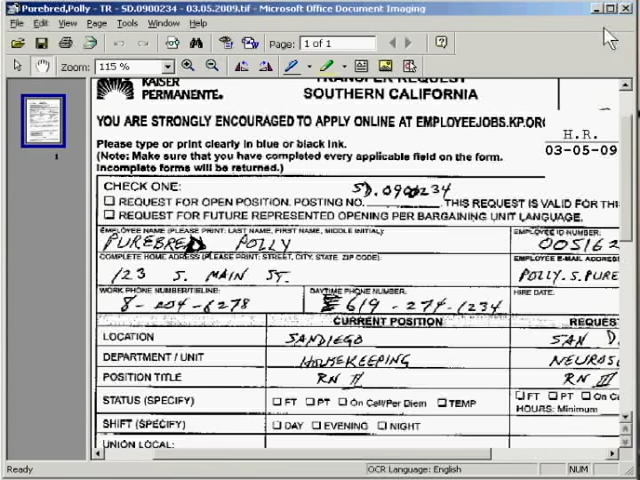 Purebred,Polly - TR - SD.0900234 - 03.05.2009.tif - Microsoft Office Document Imaging
File Edit View Page Tools Window Help
Page: 1 of 1
Zoom: 115 %
1
KAISER
PERMANENTE.
TRANSFER REQUEST
SOUTHERN CALIFORNIA
YOU ARE STRONGLY ENCOURAGED TO APPLY ONLINE AT EMPLOYEEJOBS.KP.ORG
H.R.
03-05-09
Please type or print clearly in blue or black ink.
(Note: Make sure that you have completed every applicable field on the form.
Incomplete forms will be returned.)
CHECK ONE:
SD.0900234
REQUEST FOR OPEN POSITION. POSTING NO. THIS REQUEST IS VALID FOR THI
REQUEST FOR FUTURE REPRESENTED OPENING PER BARGAINING UNIT LANGUAGE.
EMPLOYEE NAME (PLEASE PRINT: LAST NAME, FIRST NAME, MIDDLE INITIAL): EMPLOYEE ID NUMBER:
PUREBRED POLLY 005162
COMPLETE HOME ADRESS (PLEASE PRINT: STREET, CITY, STATE, ZIP CODE): EMPLOYEE E-MAIL ADDRESS
123 S. MAIN ST. POLLY.S.PURE
WORK PHONE NUMBER/TIELINE: DAYTIME PHONE NUMBER: HIRE DATE:
8-204-6278 619-274-1234
CURRENT POSITION REQUES
LOCATION SANDIEGO SAN D
DEPARTMENT / UNIT HOUSEKEEPING NEUROS
POSITION TITLE RN II RN III
STATUS (SPECIFY) FT PT On Call/Per Diem TEMP FT PT On Ca
HOURS: Minimum
SHIFT (SPECIFY) DAY EVENING NIGHT
UNION LOCAL:
Ready OCR Language: English NUM